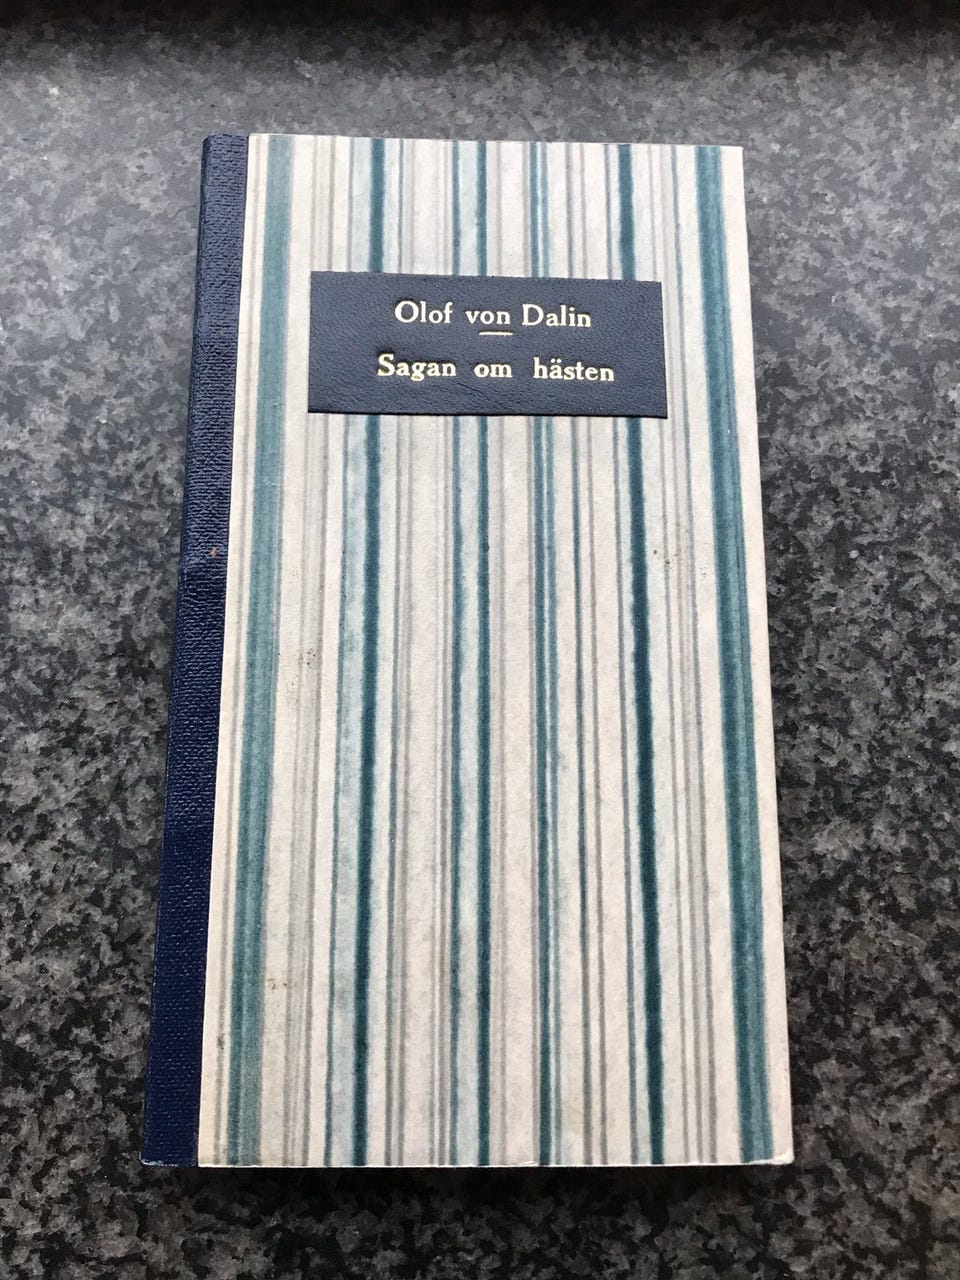 Olof von Dalin
Sagan om hästen